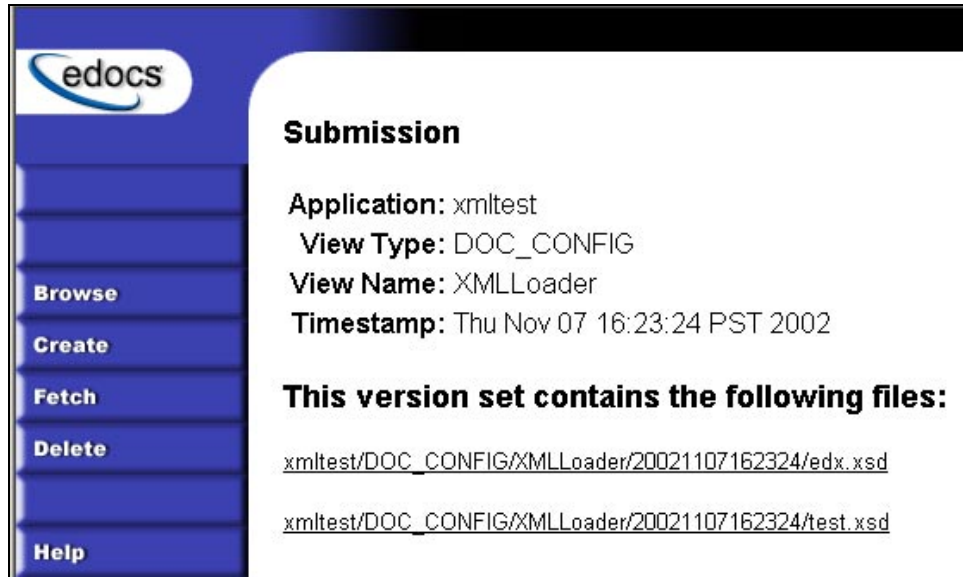 edocs
Browse
Create
Fetch
Delete
Help
Submission
Application: xmltest
View Type: DOC_CONFIG
View Name: XMLLoader
Timestamp: Thu Nov 07 16:23:24 PST 2002
This version set contains the following files:
xmltest/DOC_CONFIG/XMLLoader/20021107162324/edx.xsd
xmltest/DOC_CONFIG/XMLLoader/20021107162324/test.xsd